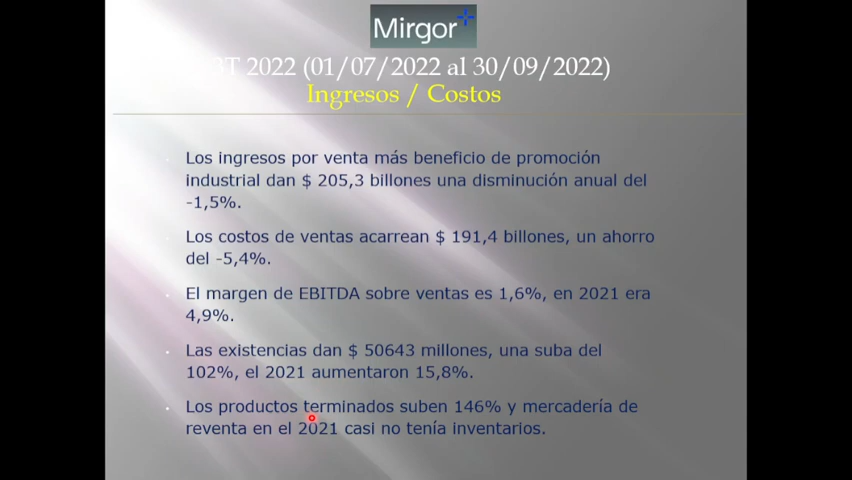 Mirgor
3T 2022 (01/07/2022 al 30/09/2022)
Ingresos / Costos
Los ingresos por venta más beneficio de promoción
industrial dan $ 205,3 billones una disminución anual del
-1,5%.
Los costos de ventas acarrean $ 191,4 billones, un ahorro
del -5,4%.
El margen de EBITDA sobre ventas es 1,6%, en 2021 era
4,9%.
Las existencias dan $ 50643 millones, una suba del
102%, el 2021 aumentaron 15,8%.
Los productos terminados suben 146% y mercadería de
reventa en el 2021 casi no tenía inventarios.